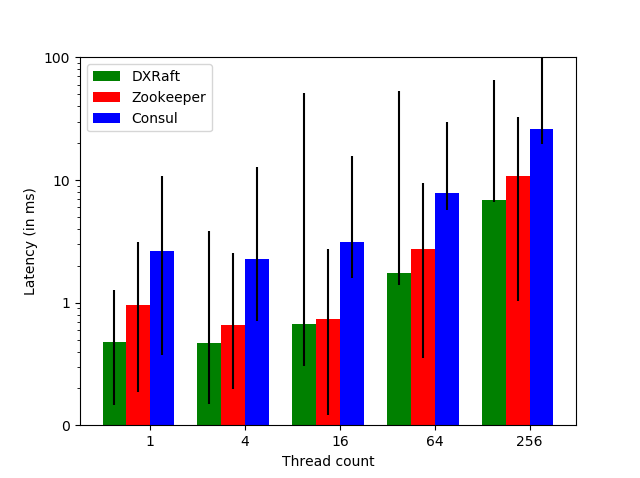 100
10
1
0
Latency (in ms)
DXRaft
Zookeeper
Consul
1 4 16 64 256
Thread count